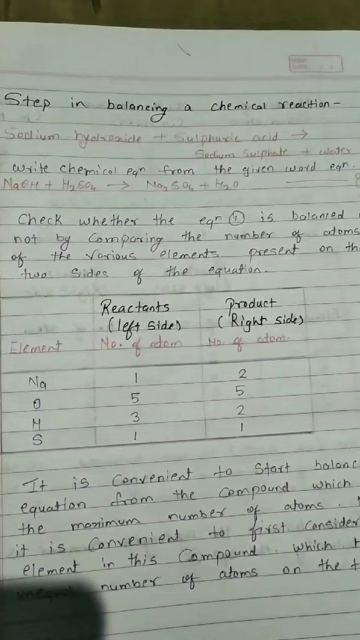 Step in balancing a chemical reaction-
Sodium hydroxide + Sulphuric acid →
Sodium Sulphate + water
write chemical eqn from the given word eqn.
NaOH + H2SO4 → Na2SO4 + H2O
Check whether the eqn ① is balanced
not by Comparing the number of atoms
of the various elements present on the
two Sides of the equation.
Reactants Product
(left side) (Right side)
Element No. of atom No. of atom.
Na 1 2
O 5 5
H 3 2
S 1 1
It is Convenient to Start balanc
equation from the Compound which
the maximum number of atoms.
it is Convenient to first Consider
element in this Compound. which
number of atoms on the